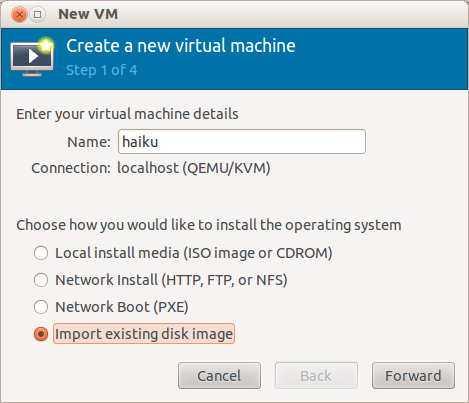 New VM
Create a new virtual machine
Step 1 of 4
Enter your virtual machine details
Name: haiku
Connection: localhost (QEMU/KVM)
Choose how you would like to install the operating system
Local install media (ISO image or CDROM)
Network Install (HTTP, FTP, or NFS)
Network Boot (PXE)
Import existing disk image
Cancel Back Forward